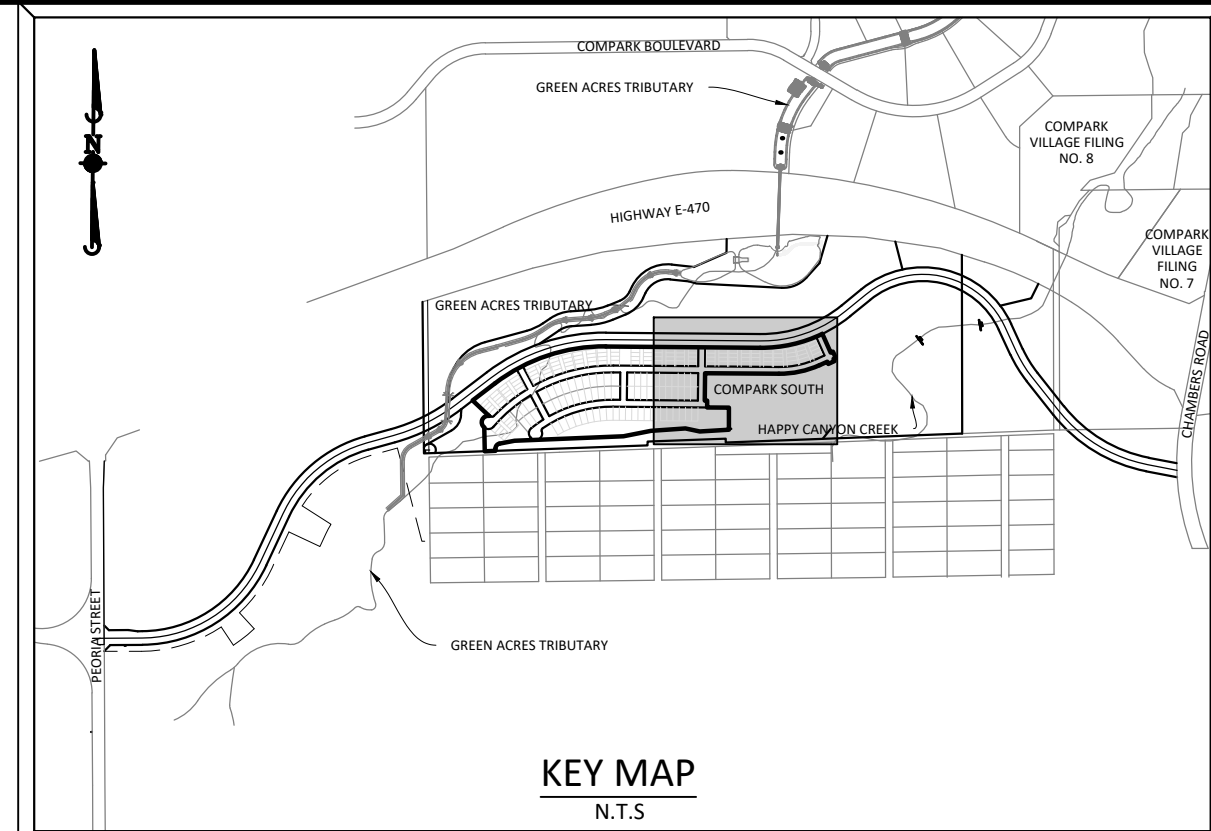 COMPARK BOULEVARD
GREEN ACRES TRIBUTARY
N
COMPARK
VILLAGE FILING
NO. 8
HIGHWAY E-470
COMPARK
VILLAGE
FILING
NO. 7
GREEN ACRES TRIBUTARY
COMPARK SOUTH
HAPPY CANYON CREEK
CHAMBERS ROAD
PEORIA STREET
GREEN ACRES TRIBUTARY
KEY MAP
N.T.S